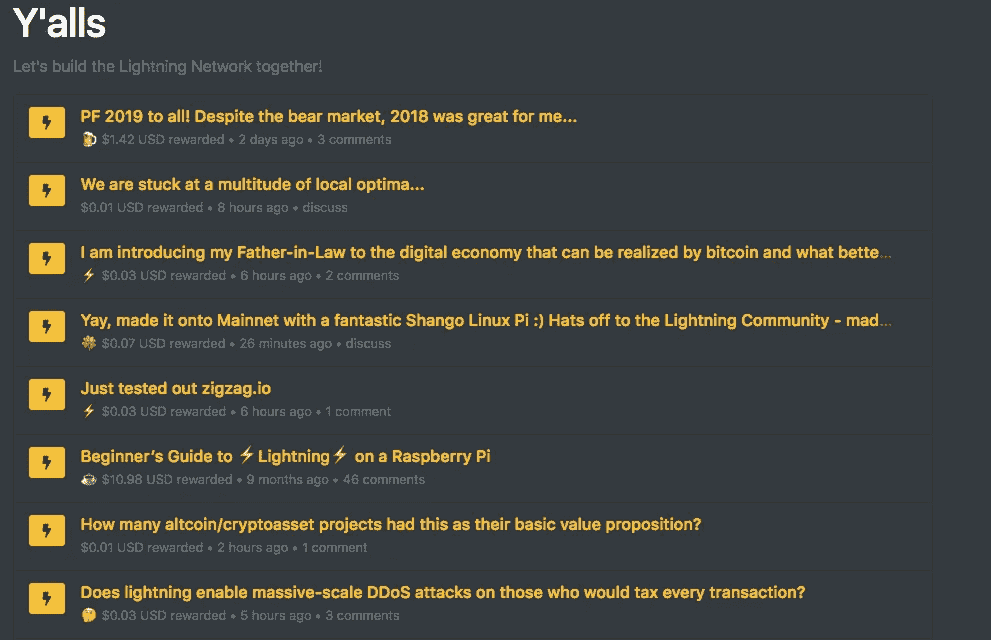 Y'alls
Let's build the Lightning Network together!
PF 2019 to all! Despite the bear market, 2018 was great for me...
🍺 $1.42 USD rewarded • 2 days ago • 3 comments
We are stuck at a multitude of local optima...
$0.01 USD rewarded • 8 hours ago • discuss
I am introducing my Father-in-Law to the digital economy that can be realized by bitcoin and what bette...
⚡ $0.03 USD rewarded • 6 hours ago • 2 comments
Yay, made it onto Mainnet with a fantastic Shango Linux Pi :) Hats off to the Lightning Community - mad...
🍀 $0.07 USD rewarded • 26 minutes ago • discuss
Just tested out zigzag.io
⚡ $0.03 USD rewarded • 6 hours ago • 1 comment
Beginner’s Guide to ⚡Lightning⚡ on a Raspberry Pi
☕ $10.98 USD rewarded • 9 months ago • 46 comments
How many altcoin/cryptoasset projects had this as their basic value proposition?
$0.01 USD rewarded • 2 hours ago • 1 comment
Does lightning enable massive-scale DDoS attacks on those who would tax every transaction?
🤔 $0.03 USD rewarded • 5 hours ago • 3 comments